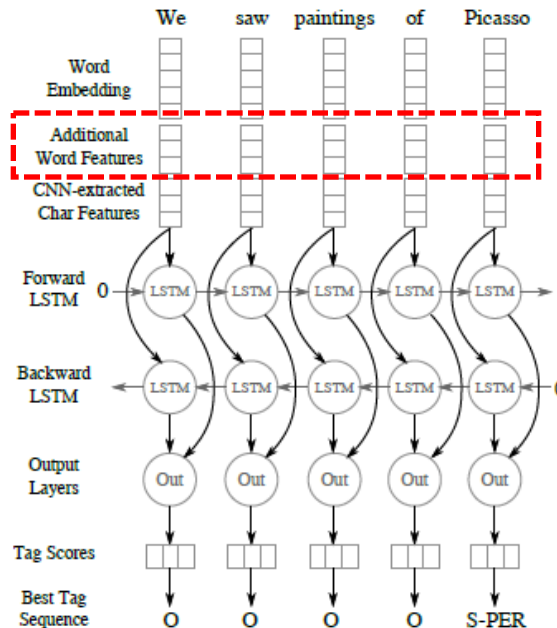 We saw paintings of Picasso
Word
Embedding
Additional
Word Features
CNN-extracted
Char Features
Forward
LSTM
0
LSTM LSTM LSTM LSTM LSTM
Backward
LSTM
LSTM LSTM LSTM LSTM LSTM
Output
Layers
Out Out Out Out Out
Tag Scores
Best Tag
Sequence
O O O O S-PER